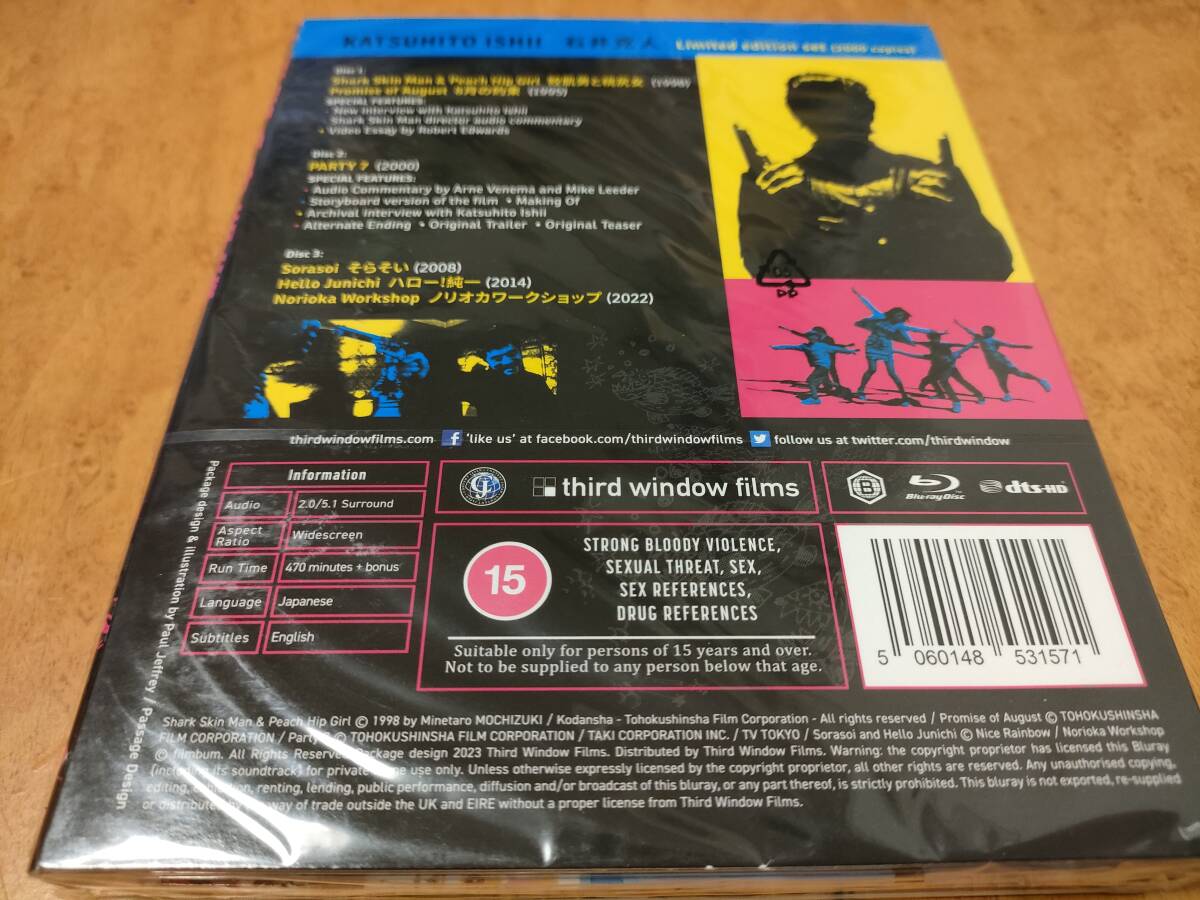 KATSUHITO ISHII 石井克人 Limited edition set (2000 copies)
Disc 1:
Shark Skin Man & Peach Hip Girl 鮫肌男と桃尻女 (1998)
Promise of August 8月の約束 (1995)
SPECIAL FEATURES:
• New interview with Katsuhito Ishii
• Shark Skin Man director audio commentary
• Video Essay by Robert Edwards
Disc 2:
PARTY 7 (2000)
SPECIAL FEATURES:
• Audio Commentary by Arne Venema and Mike Leeder
• Storyboard version of the film • Making Of
• Archival interview with Katsuhito Ishii
• Alternate Ending • Original Trailer • Original Teaser
Disc 3:
Sorasoi そらそい (2008)
Hello Junichi ハロー!純一 (2014)
Norioka Workshop ノリオカワークショップ (2022)
thirdwindowfilms.com f 'like us' at facebook.com/thirdwindowfilms follow us at twitter.com/thirdwindow
Package design & illustration by Paul Jeffrey / Passage Design
Information
Audio 2.0/5.1 Surround
Aspect Ratio Widescreen
Run Time 470 minutes + bonus
Language Japanese
Subtitles English
third window films
B Blu-ray Disc dts-HD
15
STRONG BLOODY VIOLENCE,
SEXUAL THREAT, SEX,
SEX REFERENCES,
DRUG REFERENCES
Suitable only for persons of 15 years and over.
Not to be supplied to any person below that age.
5 060148 531571
Shark Skin Man & Peach Hip Girl © 1998 by Minetaro MOCHIZUKI / Kodansha - Tohokushinsha Film Corporation - All rights reserved / Promise of August © TOHOKUSHINSHA
FILM CORPORATION / Party 7 © TOHOKUSHINSHA FILM CORPORATION / TAKI CORPORATION INC. / TV TOKYO / Sorasoi and Hello Junichi © Nice Rainbow / Norioka Workshop
© filmbum. All Rights Reserved. Package design 2023 Third Window Films. Distributed by Third Window Films. Warning: the copyright proprietor has licensed this Bluray
(including its soundtrack) for private home use only. Unless otherwise expressly licensed by the copyright proprietor, all other rights are reserved. Any unauthorised copying,
editing, exhibition, renting, lending, public performance, diffusion and/or broadcast of this bluray, or any part thereof, is strictly prohibited. This bluray is not exported, re-supplied
or distributed by way of trade outside the UK and EIRE without a proper license from Third Window Films.